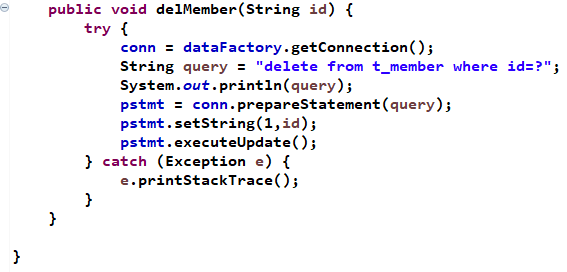 public void delMember(String id) {
try {
conn = dataFactory.getConnection();
String query = "delete from t_member where id=?";
System.out.println(query);
pstmt = conn.prepareStatement(query);
pstmt.setString(1,id);
pstmt.executeUpdate();
} catch (Exception e) {
e.printStackTrace();
}
}
}